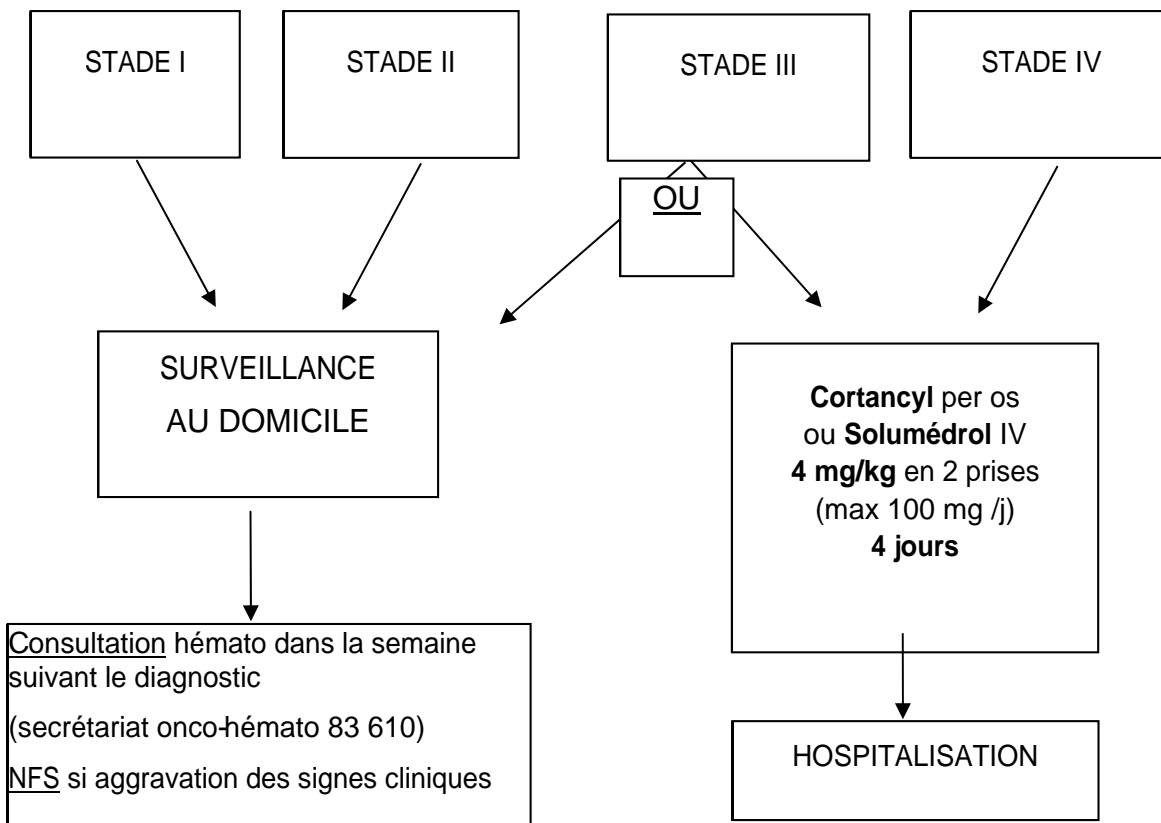 STADE I
STADE II
STADE III
STADE IV
OU
SURVEILLANCE
AU DOMICILE
Cortancyl per os
ou Solumédrol IV
4 mg/kg en 2 prises
(max 100 mg /j)
4 jours
Consultation hémato dans la semaine
suivant le diagnostic
(secrétariat onco-hémato 83 610)
NFS si aggravation des signes cliniques
HOSPITALISATION